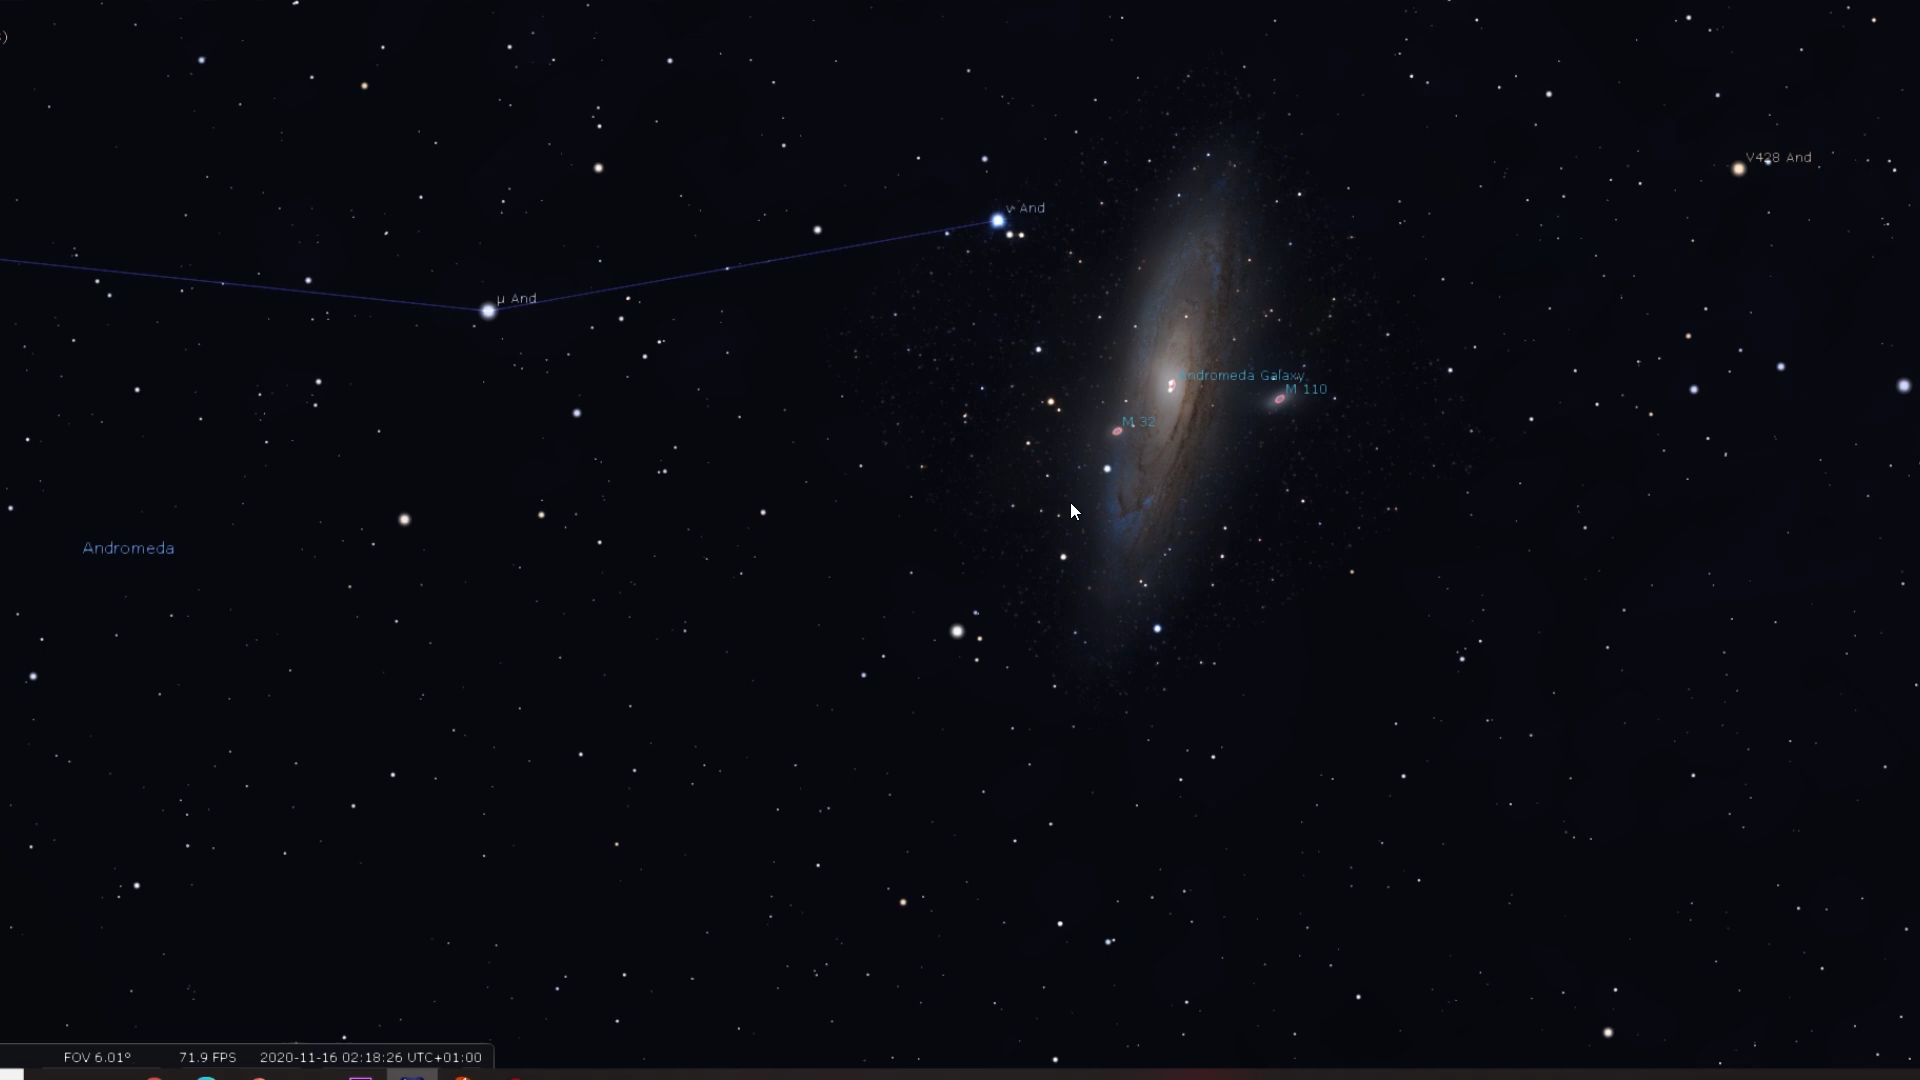 V428 And
ν And
μ And
Andromeda Galaxy
M 110
M 32
Andromeda
FOV 6.01° 71.9 FPS 2020-11-16 02:18:26 UTC+01:00